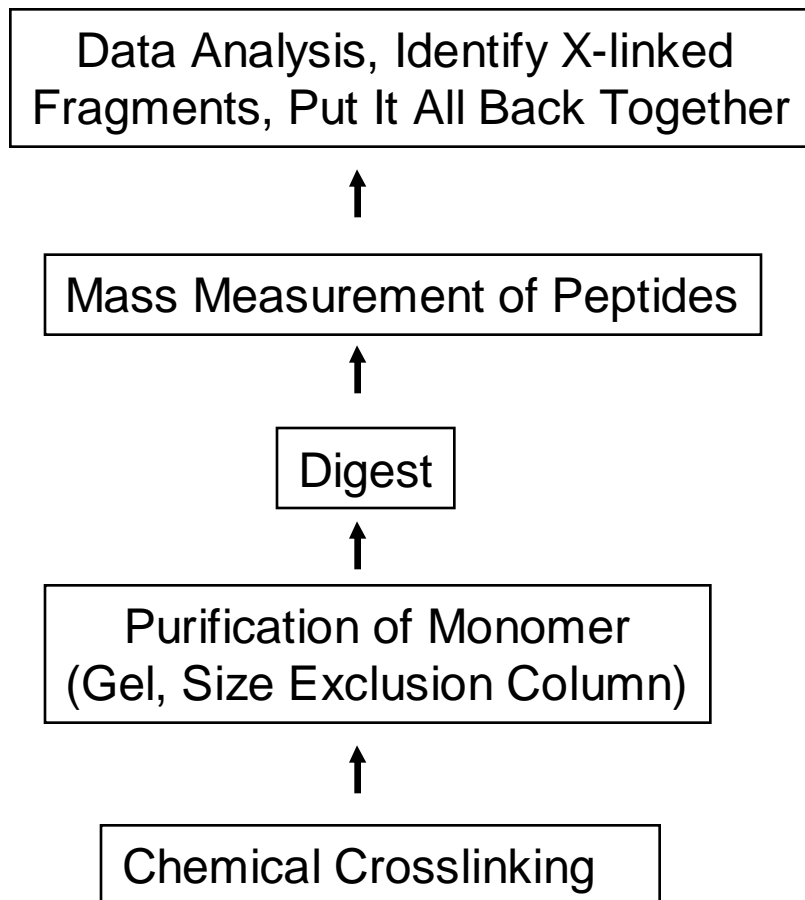 Data Analysis, Identify X-linked
Fragments, Put It All Back Together
Mass Measurement of Peptides
Digest
Purification of Monomer
(Gel, Size Exclusion Column)
Chemical Crosslinking